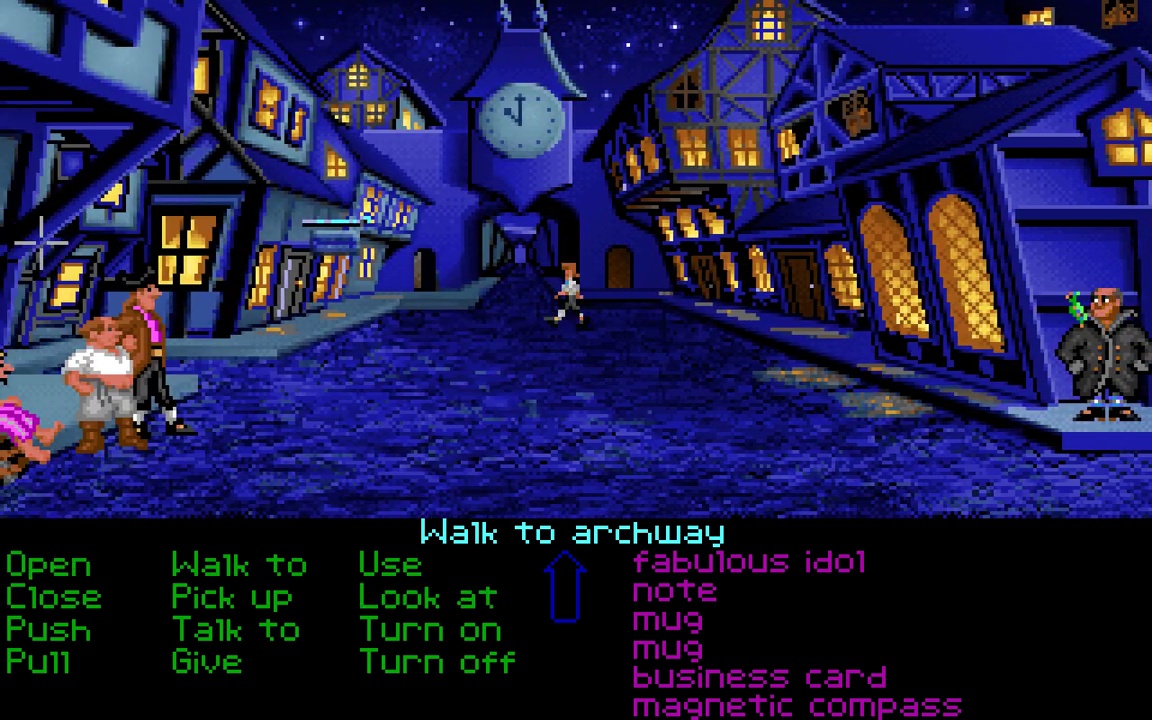 Walk to archway
Open Walk to Use fabulous idol
Close Pick up Look at note
Push Talk to Turn on mug
Pull Give Turn off mug
business card
magnetic compass